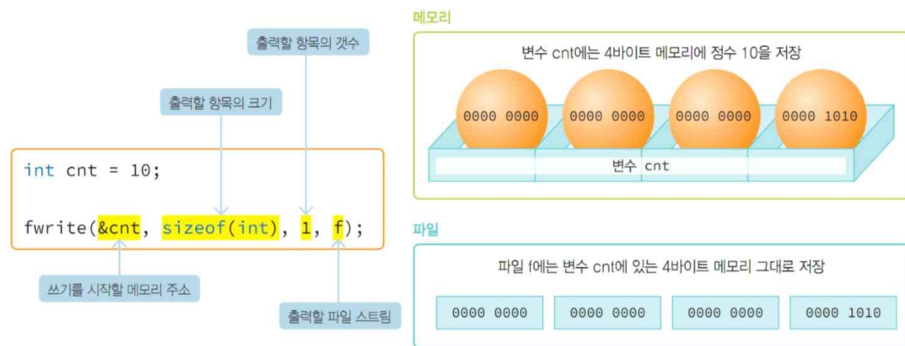 출력할 항목의 갯수
출력할 항목의 크기
int cnt = 10;
fwrite(&cnt, sizeof(int), 1, f);
쓰기를 시작할 메모리 주소
출력할 파일 스트림
메모리
변수 cnt에는 4바이트 메모리에 정수 10을 저장
0000 0000 0000 0000 0000 0000 0000 1010
변수 cnt
파일
파일 f에는 변수 cnt에 있는 4바이트 메모리 그대로 저장
0000 0000 0000 0000 0000 0000 0000 1010